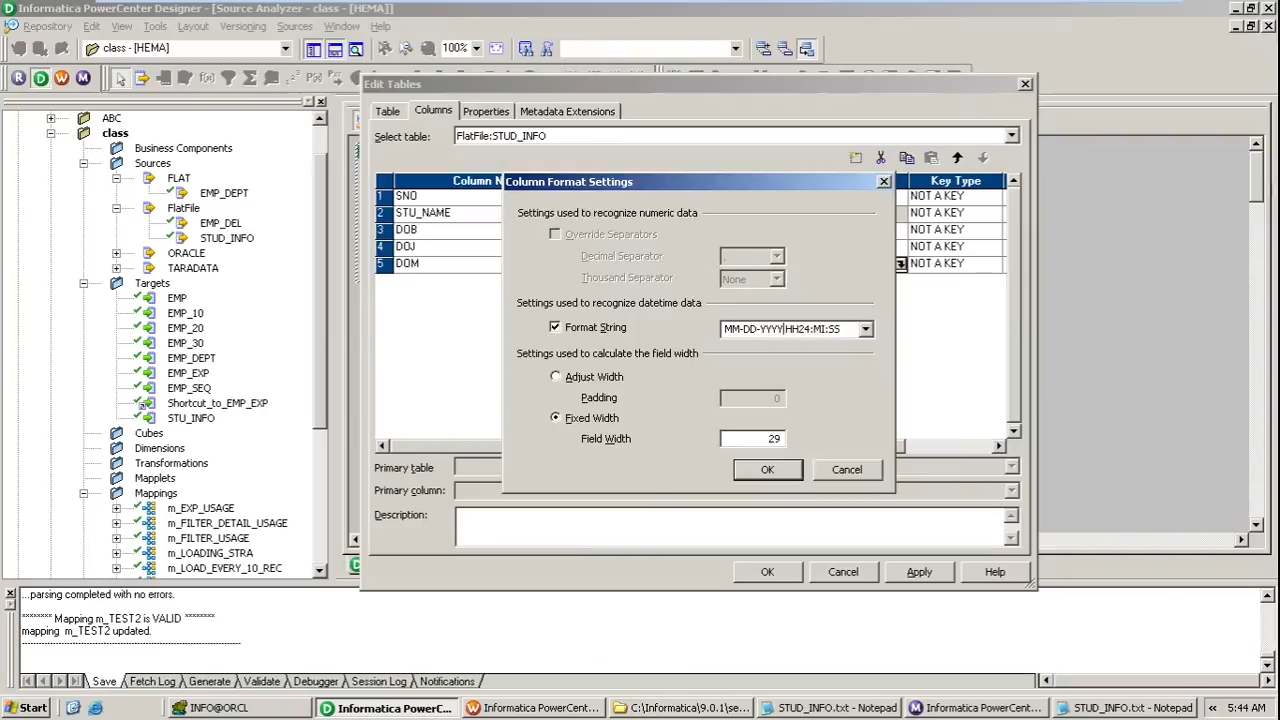 Informatica PowerCenter Designer - [Source Analyzer - class - [HEMA]]
Repository Edit View Tools Layout Versioning Sources Window Help
class - [HEMA] 100%
R D W M
Edit Tables
Table Columns Properties Metadata Extensions
Select table: FlatFile:STUD_INFO
Column N Key Type
1 SNO NOT A KEY
2 STU_NAME NOT A KEY
3 DOB NOT A KEY
4 DOJ NOT A KEY
5 DOM NOT A KEY
Column Format Settings
Settings used to recognize numeric data
Override Separators
Decimal Separator .
Thousand Separator None
Settings used to recognize datetime data
Format String MM-DD-YYYY HH24:MI:SS
Settings used to calculate the field width
Adjust Width
Padding 0
Fixed Width
Field Width 29
OK Cancel
Primary table
Primary column:
Description:
OK Cancel Apply Help
ABC
class
Business Components
Sources
FLAT
EMP_DEPT
FlatFile
EMP_DEL
STUD_INFO
ORACLE
TARADATA
Targets
EMP
EMP_10
EMP_20
EMP_30
EMP_DEPT
EMP_EXP
EMP_SEQ
Shortcut_to_EMP_EXP
STU_INFO
Cubes
Dimensions
Transformations
Mapplets
Mappings
m_EXP_USAGE
m_FILTER_DETAIL_USAGE
m_FILTER_USAGE
m_LOADING_STRA
m_LOAD_EVERY_10_REC
...parsing completed with no errors.
******** Mapping m_TEST2 is VALID ********
mapping m_TEST2 updated.
Save Fetch Log Generate Validate Debugger Session Log Notifications
Start INFO@ORCL Informatica PowerC... Informatica PowerCent... C:\Informatica\9.0.1\se... STUD_INFO.txt - Notepad Informatica PowerCent... STUD_INFO.txt - Notepad « 5:44 AM